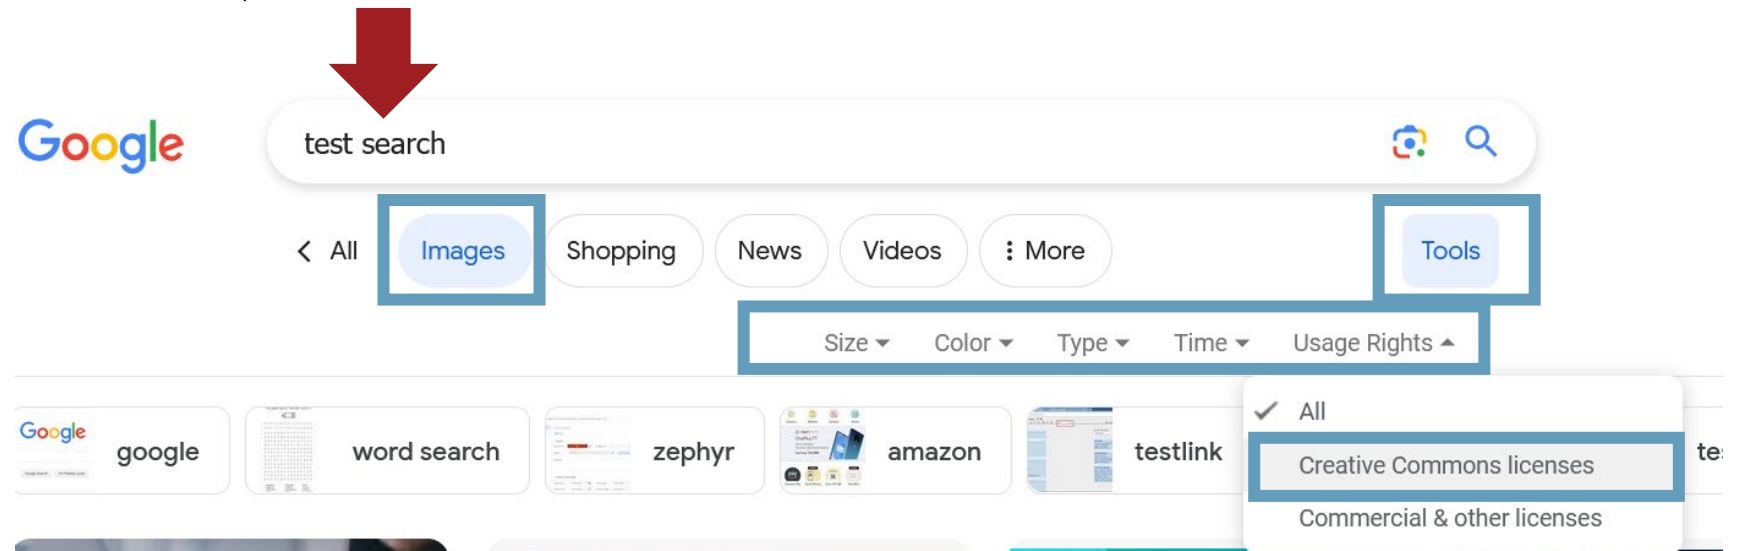 Google
test search
All Images Shopping News Videos More Tools
Size Color Type Time Usage Rights
All
Creative Commons licenses
Commercial & other licenses
Google
google word search zephyr amazon testlink